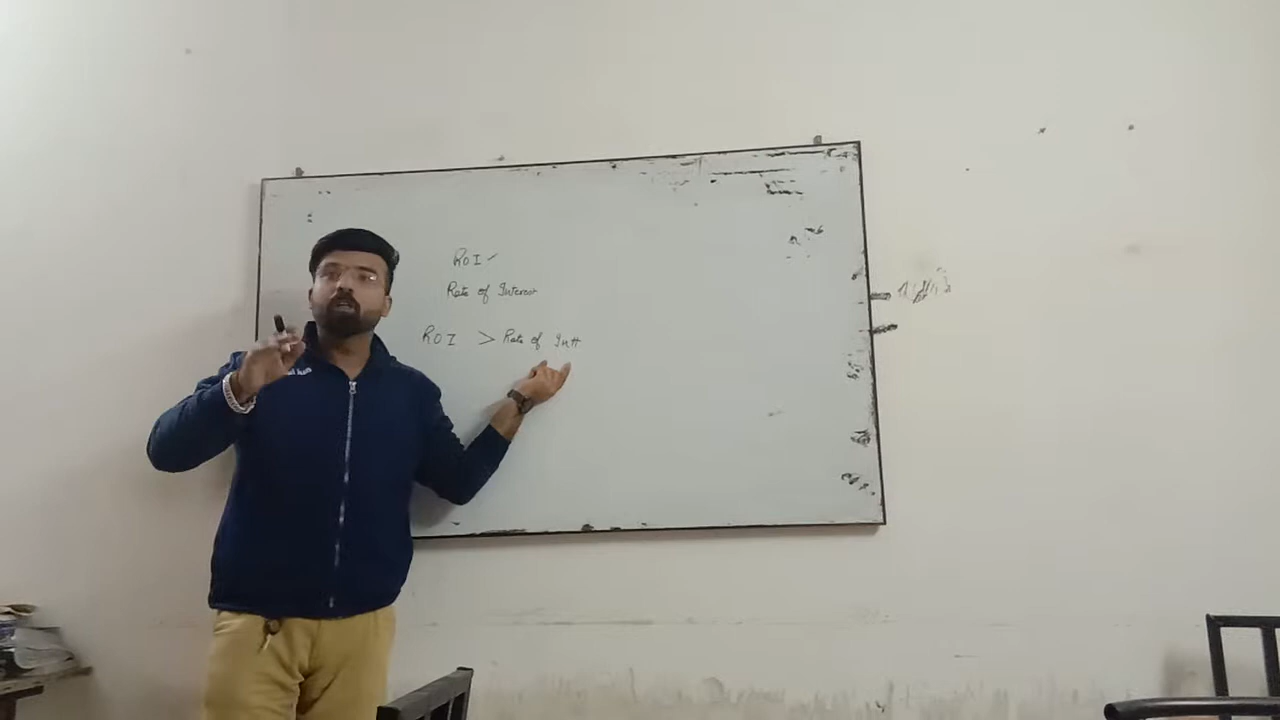 ROI ✓
Rate of Interest
ROI > Rate of Intt